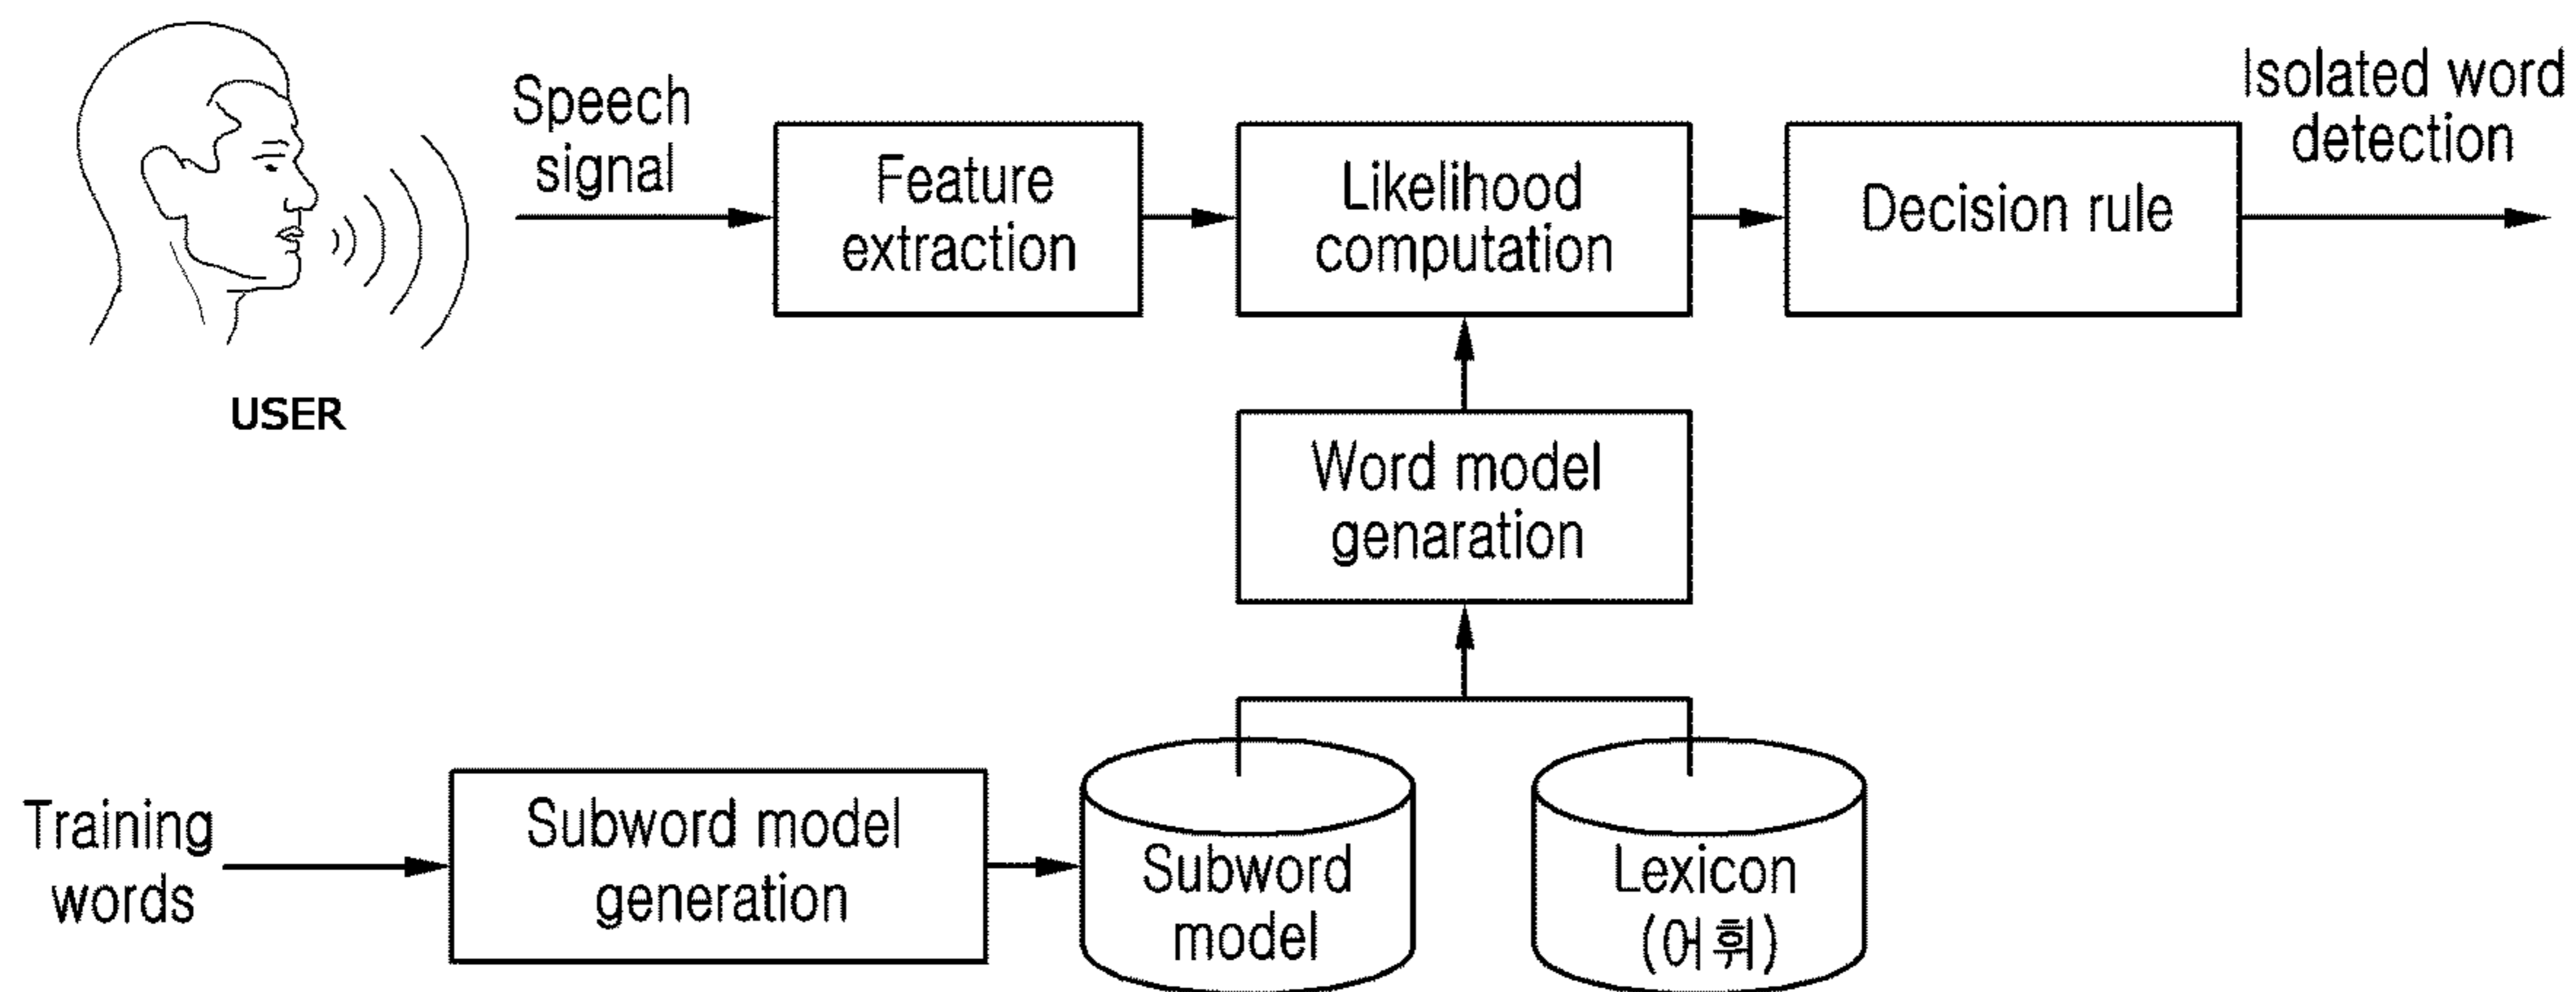 Speech
signal
Feature
extraction
Likelihood
computation
Decision rule
Isolated word
detection
USER
Word model
genaration
Training
words
Subword model
generation
Subword
model
Lexicon
(어휘)